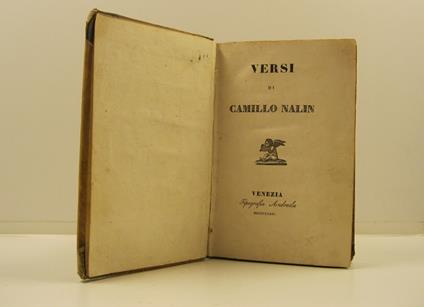 VERSI
DI
CAMILLO NALIN
VENEZIA
Tipografia Andreola